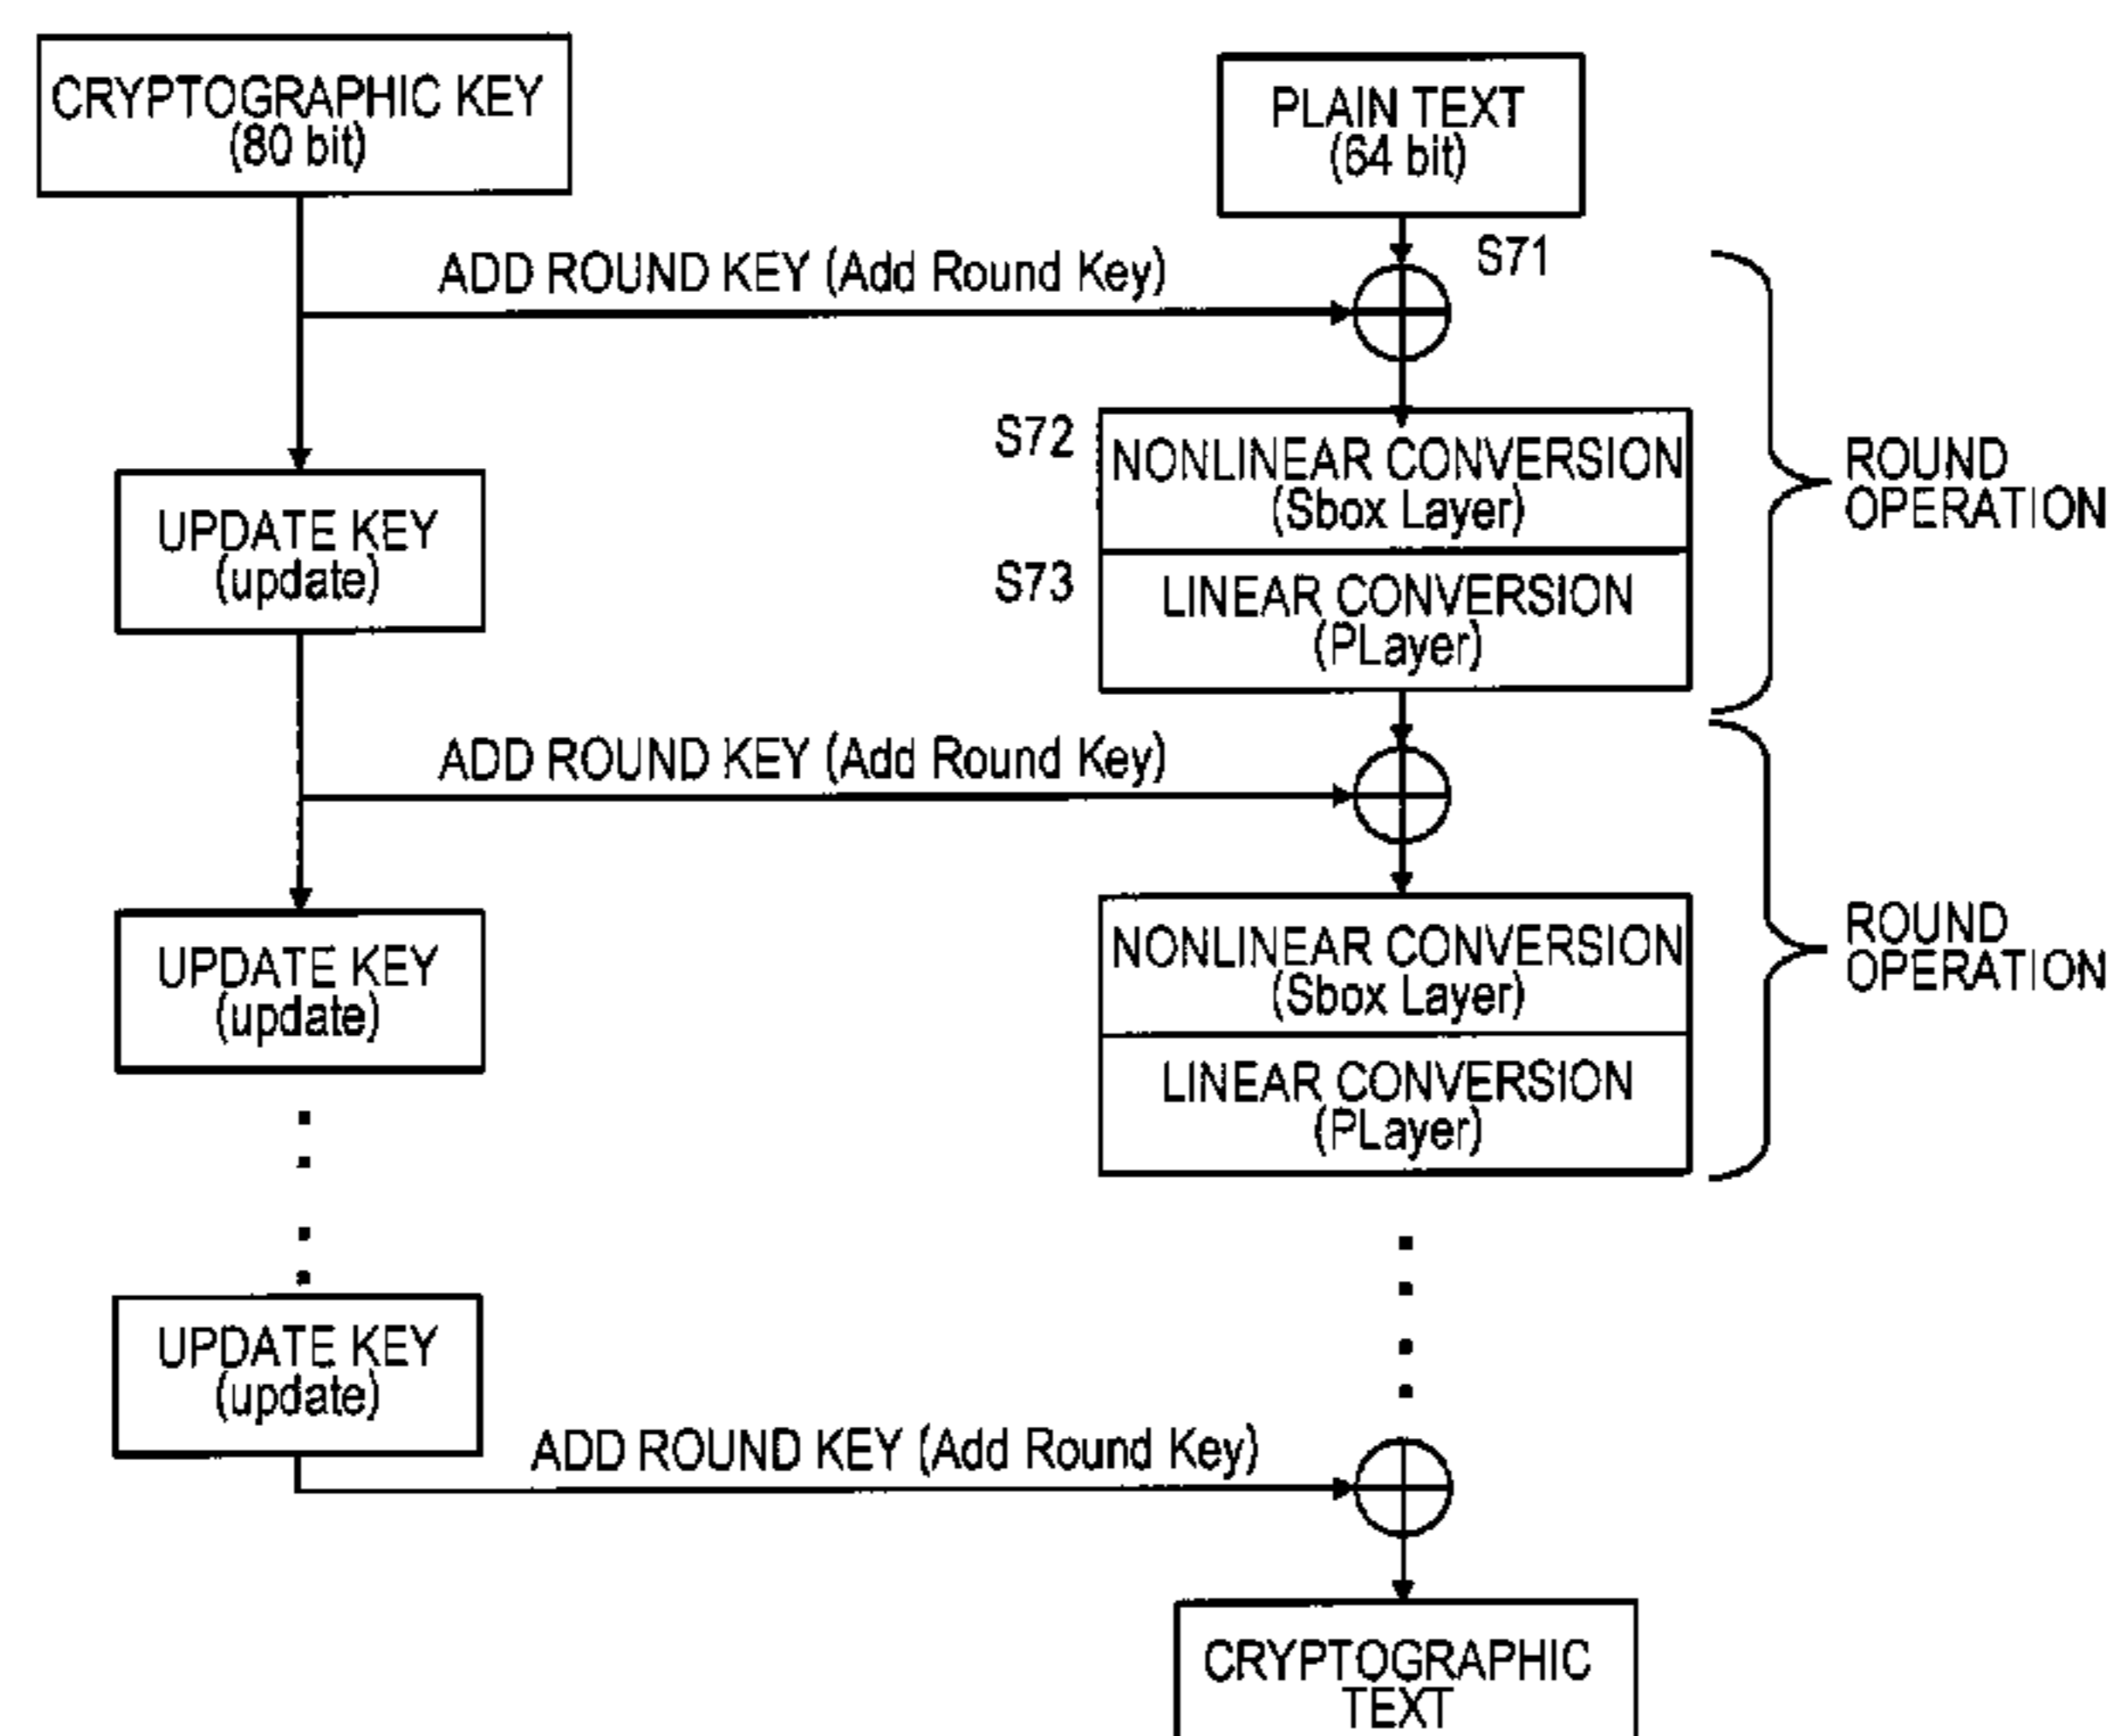 CRYPTOGRAPHIC KEY
(80 bit)
PLAIN TEXT
(64 bit)
S71
ADD ROUND KEY (Add Round Key)
S72
NONLINEAR CONVERSION
(Sbox Layer)
ROUND
OPERATION
UPDATE KEY
(update)
S73
LINEAR CONVERSION
(PLayer)
ADD ROUND KEY (Add Round Key)
UPDATE KEY
(update)
NONLINEAR CONVERSION
(Sbox Layer)
ROUND
OPERATION
LINEAR CONVERSION
(PLayer)
UPDATE KEY
(update)
ADD ROUND KEY (Add Round Key)
CRYPTOGRAPHIC
TEXT